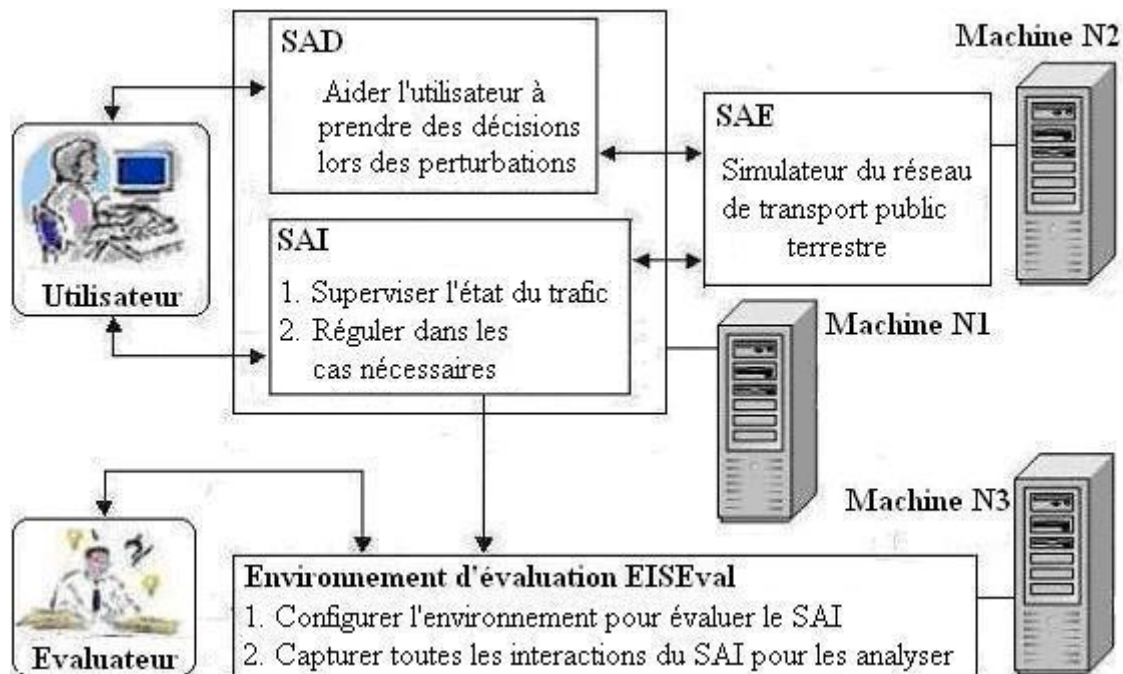 SAD
Aider l'utilisateur à
prendre des décisions
lors des perturbations
Machine N2
SAE
Simulateur du réseau
de transport public
terrestre
Utilisateur
SAI
1. Superviser l'état du trafic
2. Réguler dans les
cas nécessaires
Machine N1
Machine N3
Evaluateur
Environnement d'évaluation EISEval
1. Configurer l'environnement pour évaluer le SAI
2. Capturer toutes les interactions du SAI pour les analyser